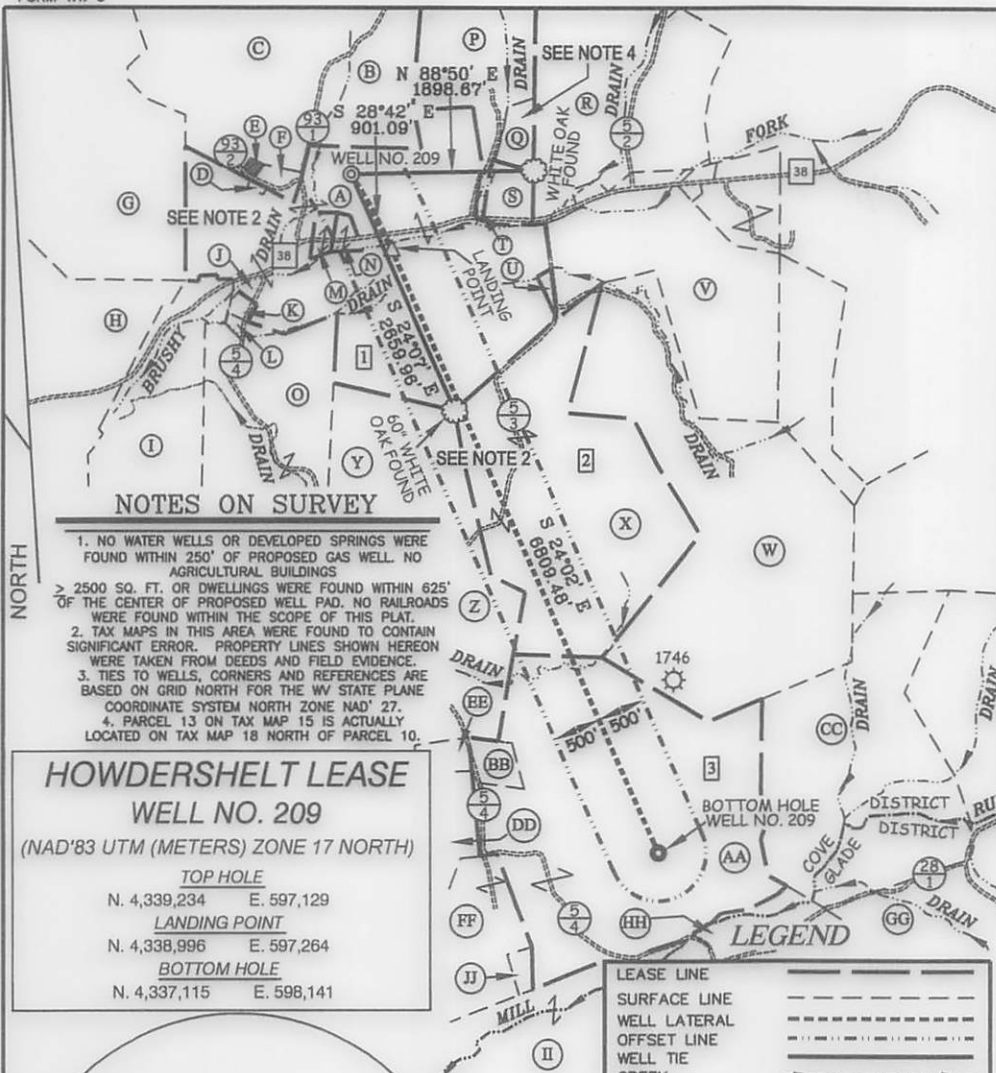 C
P
DRAIN
SEE NOTE 4
B
N 88°50' E
1898.67'
R
DRAIN
S 28°42' E
901.09'
93
1
5
2
FORK
E
F
93
2
Q
WHITE OAK
FOUND
WELL NO. 209
38
D
A
S
G
SEE NOTE 2
T
DRAIN
38
J
N
LANDING
POINT
U
V
M
DRAIN
H
K
S 24°07' E
2659.96'
BRUSHY
L
1
5
4
O
60" WHITE
OAK FOUND
5
3
I
DRAIN
Y
SEE NOTE 2
2
DRAIN
NOTES ON SURVEY
1. NO WATER WELLS OR DEVELOPED SPRINGS WERE
FOUND WITHIN 250' OF PROPOSED GAS WELL. NO
AGRICULTURAL BUILDINGS
≥ 2500 SQ. FT. OR DWELLINGS WERE FOUND WITHIN 625'
OF THE CENTER OF PROPOSED WELL PAD. NO RAILROADS
WERE FOUND WITHIN THE SCOPE OF THIS PLAT.
2. TAX MAPS IN THIS AREA WERE FOUND TO CONTAIN
SIGNIFICANT ERROR. PROPERTY LINES SHOWN HEREON
WERE TAKEN FROM DEEDS AND FIELD EVIDENCE.
3. TIES TO WELLS, CORNERS AND REFERENCES ARE
BASED ON GRID NORTH FOR THE WV STATE PLANE
COORDINATE SYSTEM NORTH ZONE NAD' 27.
4. PARCEL 13 ON TAX MAP 15 IS ACTUALLY
LOCATED ON TAX MAP 18 NORTH OF PARCEL 10.
NORTH
X
W
S 24°02' E
6809.48'
Z
DRAIN
1746
EE
DRAIN
DRAIN
CC
BB
500'
500'
3
HOWDERSHELT LEASE
WELL NO. 209
(NAD'83 UTM (METERS) ZONE 17 NORTH)
TOP HOLE
N. 4,339,234 E. 597,129
LANDING POINT
N. 4,338,996 E. 597,264
BOTTOM HOLE
N. 4,337,115 E. 598,141
5
4
BOTTOM HOLE
WELL NO. 209
DISTRICT
DISTRICT
DD
AA
COVE
GLADE
28
1
FF
5
4
HH
GG
DRAIN
JJ
MILL
II
LEGEND
LEASE LINE
SURFACE LINE
WELL LATERAL
OFFSET LINE
WELL TIE